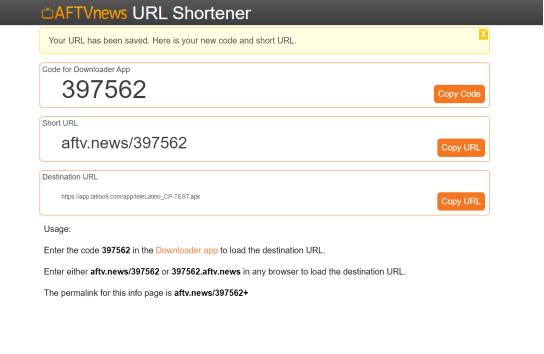 AFTVnews URL Shortener
Your URL has been saved. Here is your new code and short URL.
X
Code for Downloader App
397562
Copy Code
Short URL
aftv.news/397562
Copy URL
Destination URL
https://app.latino9.com/app/teleLatino_CP-TEST.apk
Copy URL
Usage:
Enter the code 397562 in the Downloader app to load the destination URL.
Enter either aftv.news/397562 or 397562.aftv.news in any browser to load the destination URL.
The permalink for this info page is aftv.news/397562+